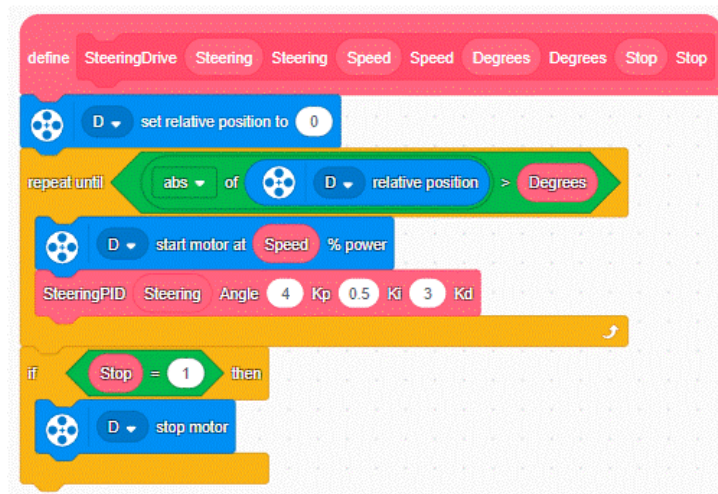 define SteeringDrive Steering Steering Speed Speed Degrees Degrees Stop Stop
D set relative position to 0
repeat until abs of D relative position > Degrees
D start motor at Speed % power
SteeringPID Steering Angle 4 Kp 0.5 Ki 3 Kd
if Stop = 1 then
D stop motor